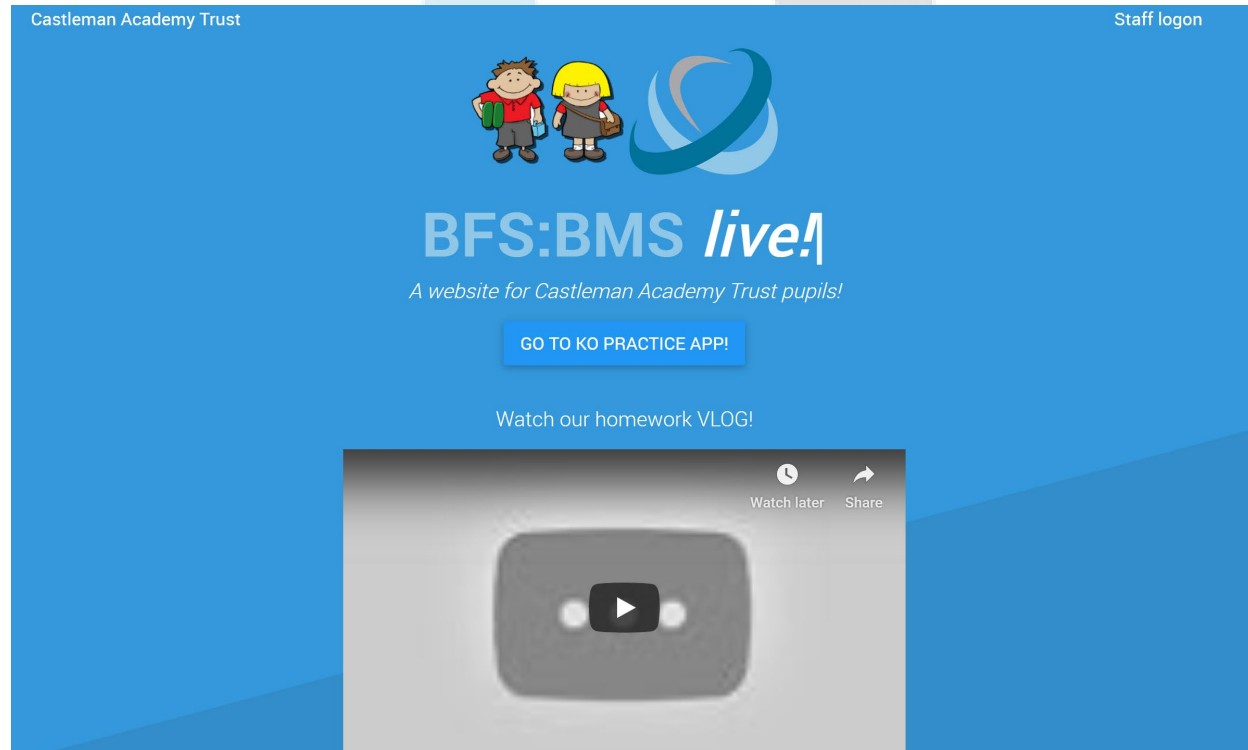 Castleman Academy Trust
Staff logon
BFS:BMS live!
A website for Castleman Academy Trust pupils!
GO TO KO PRACTICE APP!
Watch our homework VLOG!
Watch later
Share